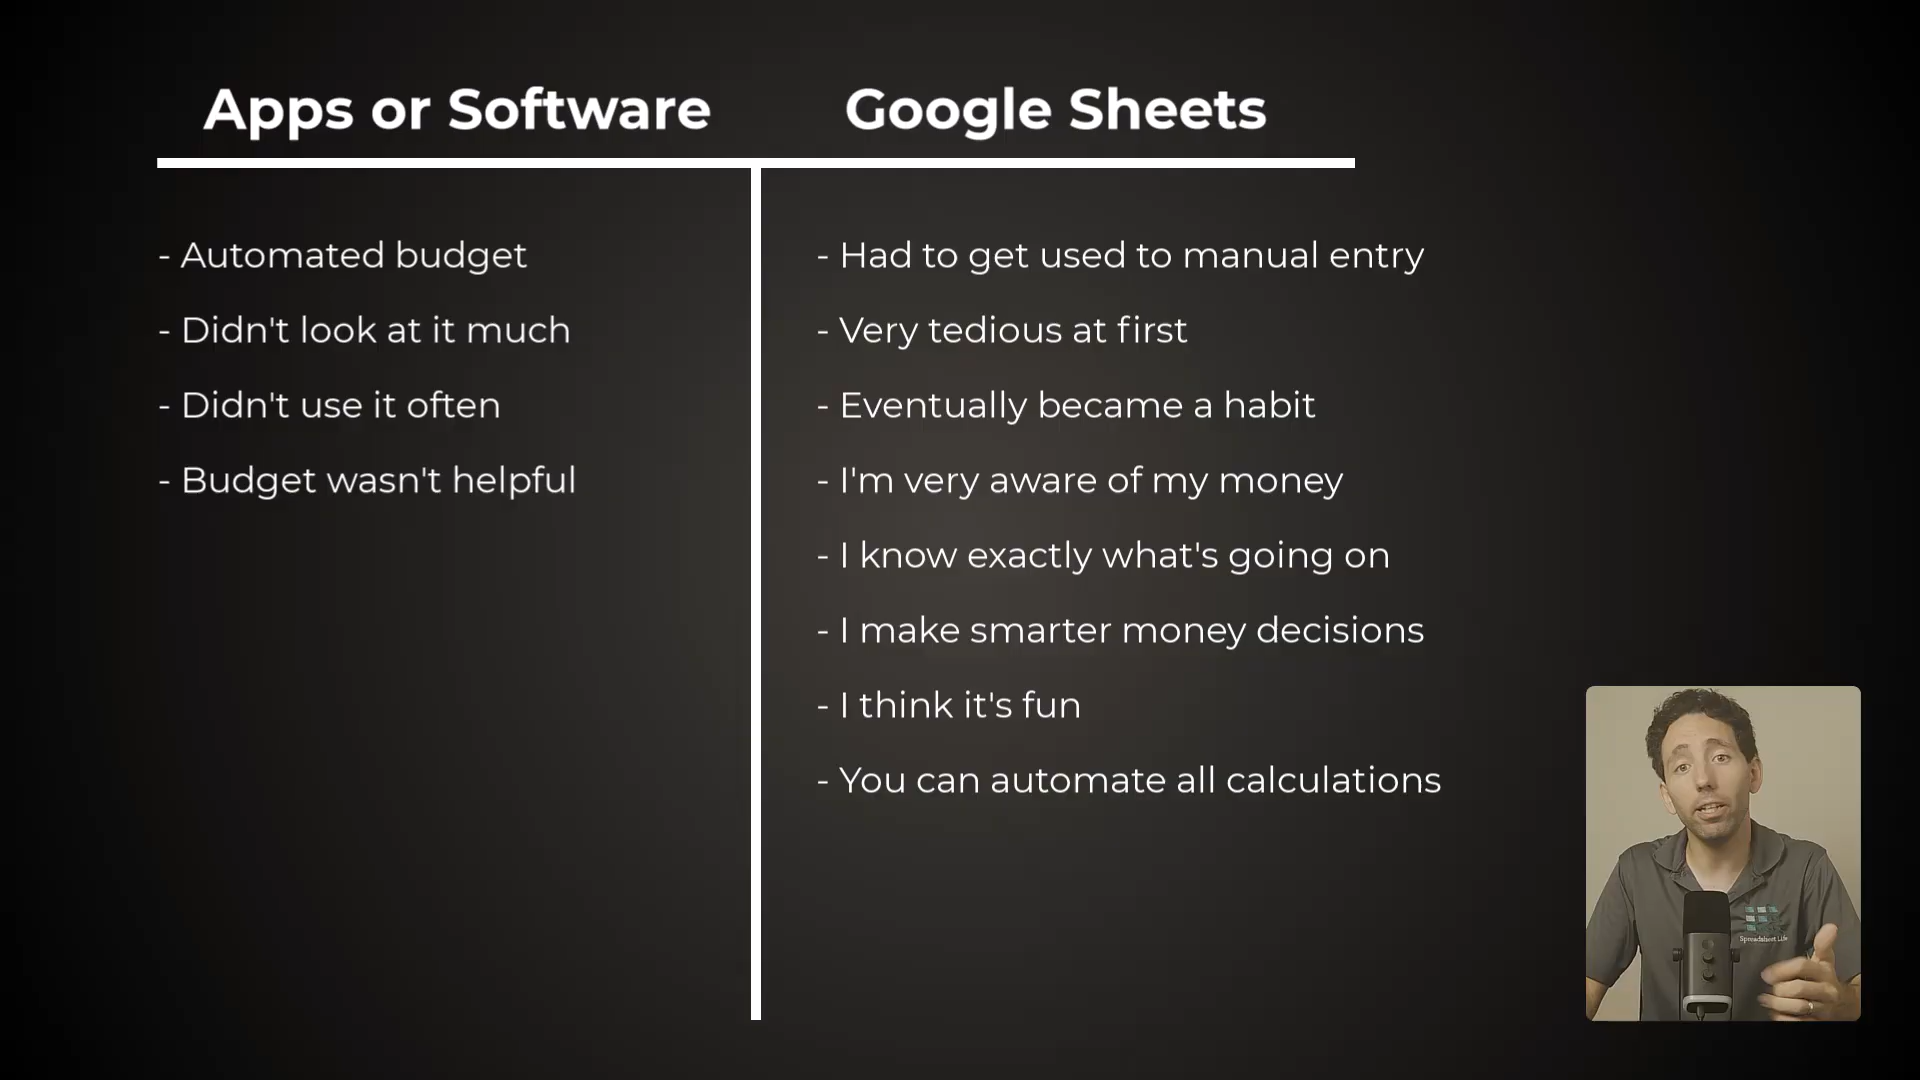 Apps or Software
Google Sheets
- Automated budget
- Didn't look at it much
- Didn't use it often
- Budget wasn't helpful
- Had to get used to manual entry
- Very tedious at first
- Eventually became a habit
- I'm very aware of my money
- I know exactly what's going on
- I make smarter money decisions
- I think it's fun
- You can automate all calculations
Spreadsheet Life